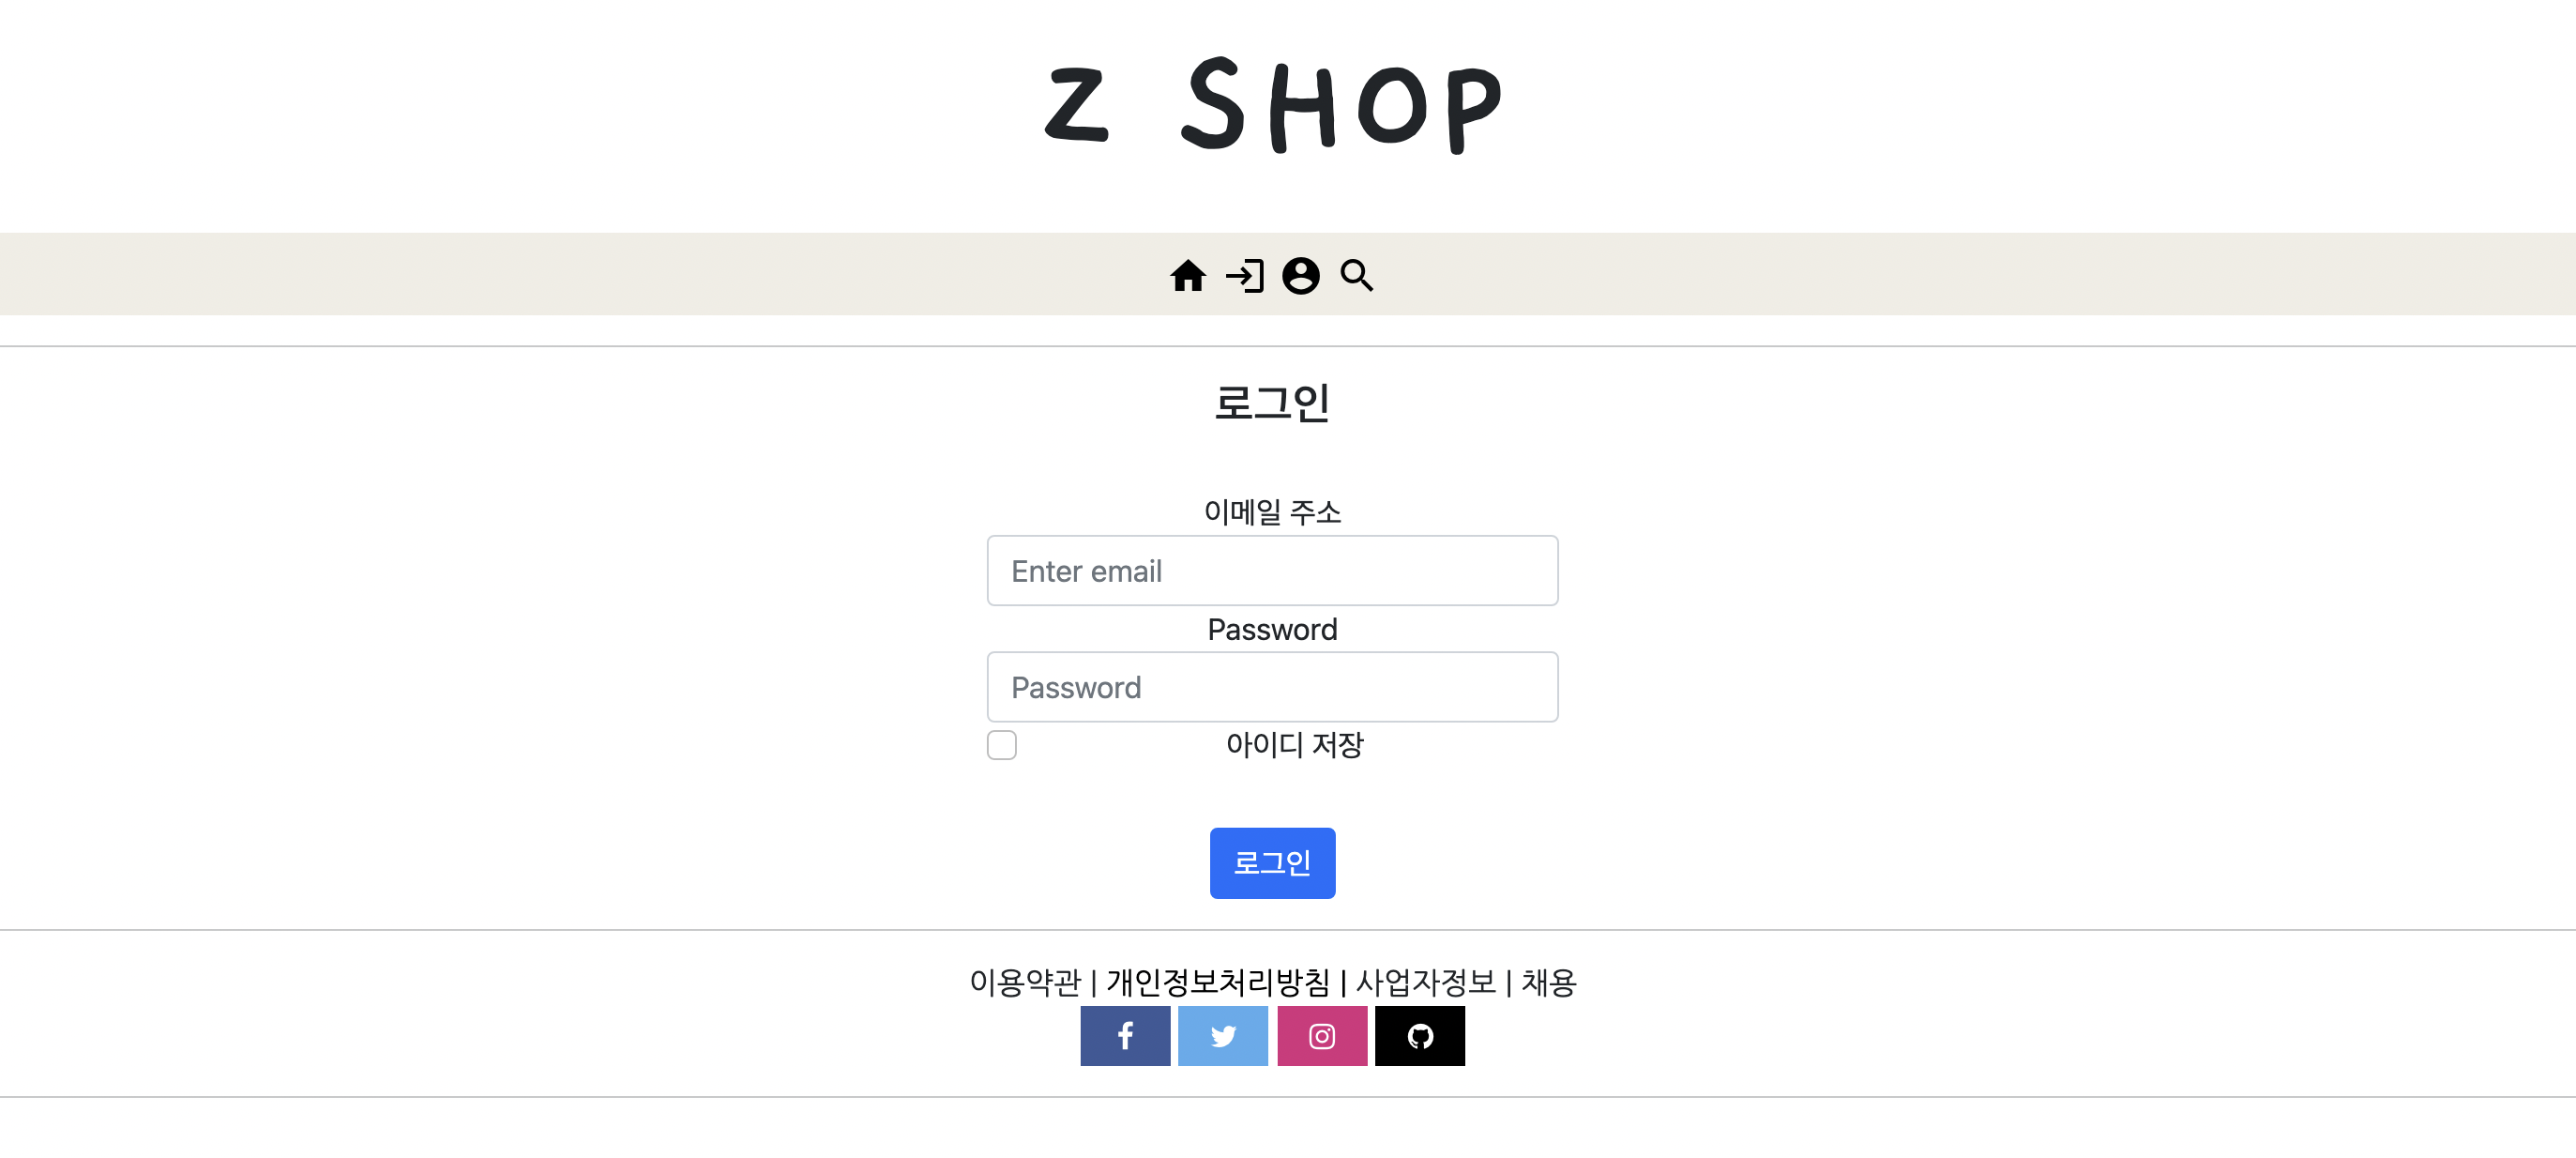 Z SHOP
로그인
이메일 주소
Enter email
Password
Password
아이디 저장
로그인
이용약관 | 개인정보처리방침 | 사업자정보 | 채용